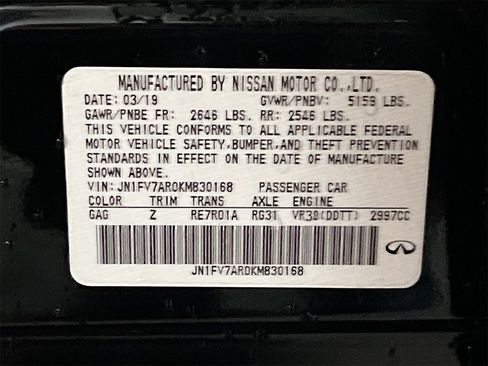 MANUFACTURED BY NISSAN MOTOR CO.,LTD.
DATE: 03/19 GVWR/PNBV: 5159 LBS.
GAWR/PNBE FR: 2646 LBS. RR: 2546 LBS.
THIS VEHICLE CONFORMS TO ALL APPLICABLE FEDERAL
MOTOR VEHICLE SAFETY,BUMPER,AND THEFT PREVENTION
STANDARDS IN EFFECT ON THE DATE OF MANUFACTURE
SHOWN ABOVE.
VIN: JN1FV7AR0KM830168 PASSENGER CAR
COLOR TRIM TRANS AXLE ENGINE
GAG Z RE7R01A RG31 VR30(DDTT) 2997CC
JN1FV7AR0KM830168